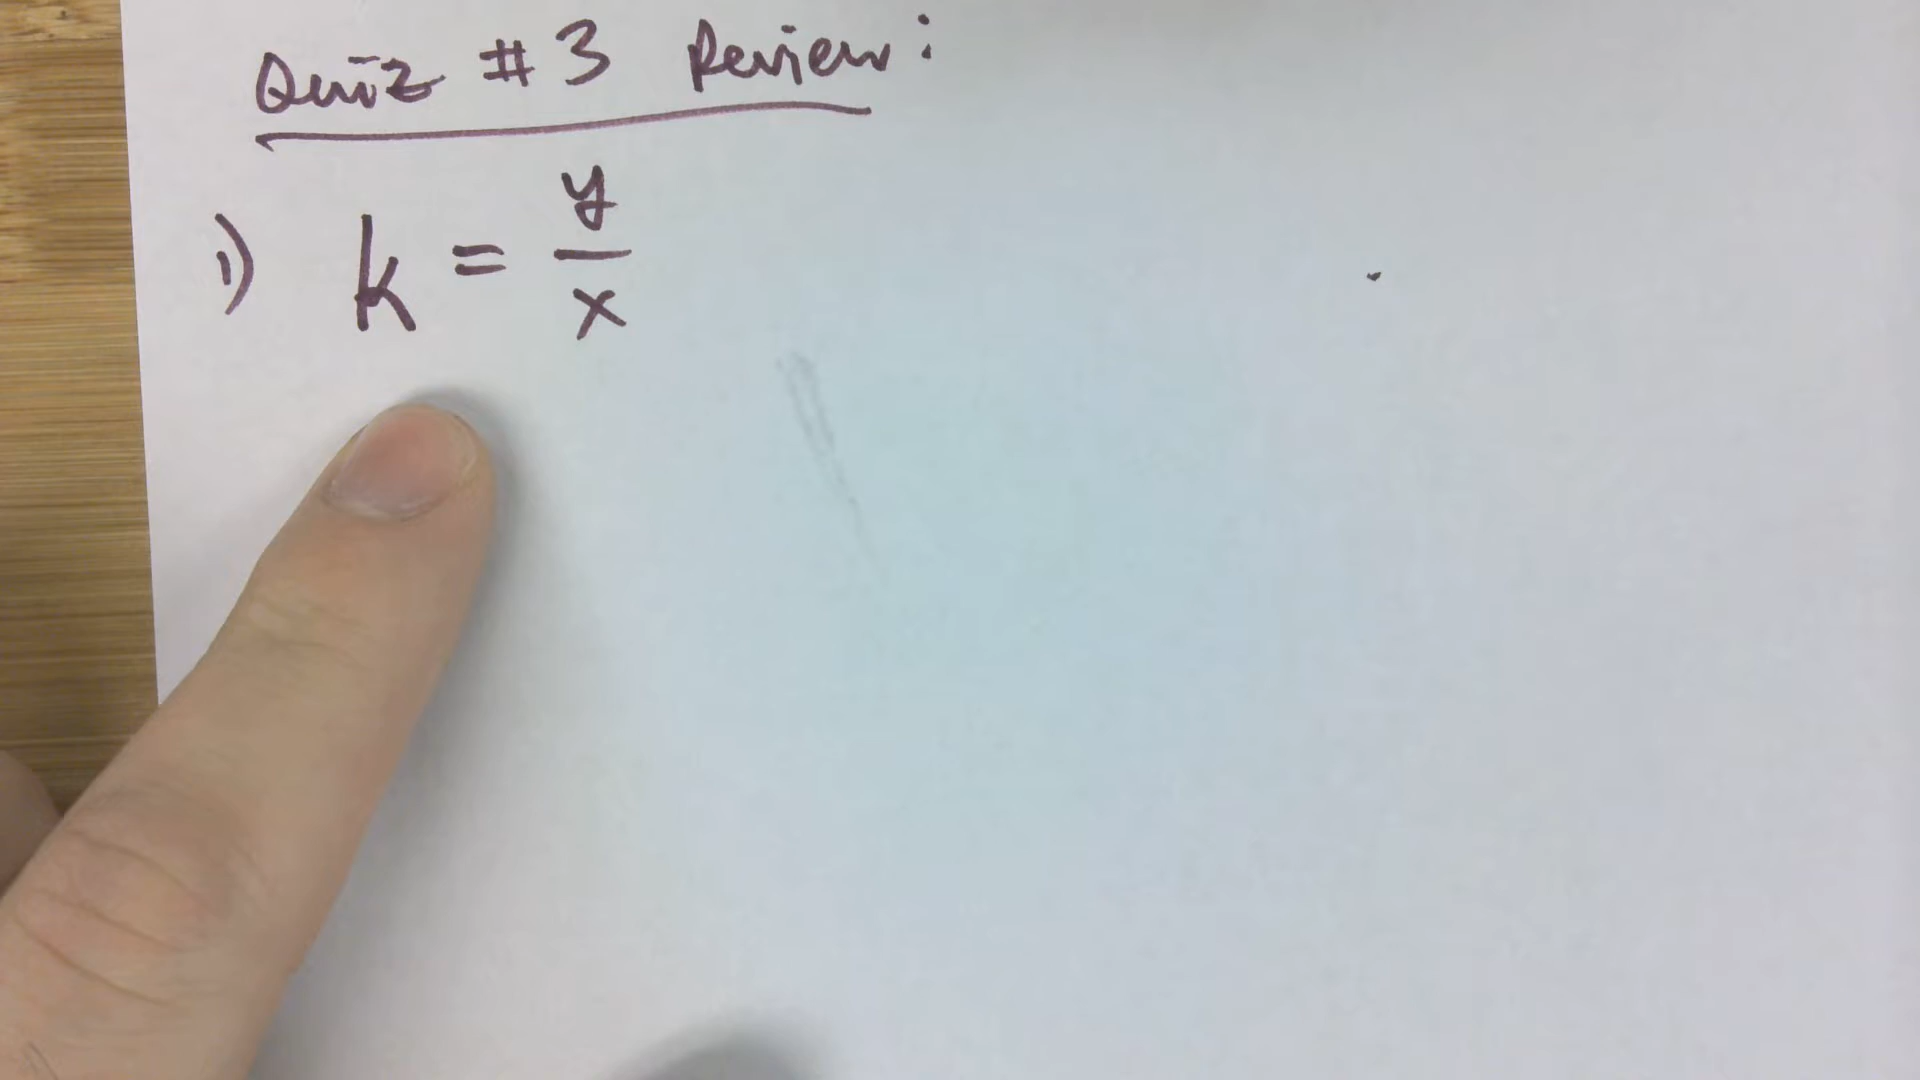 Quiz #3 Review:
1) k = y/x